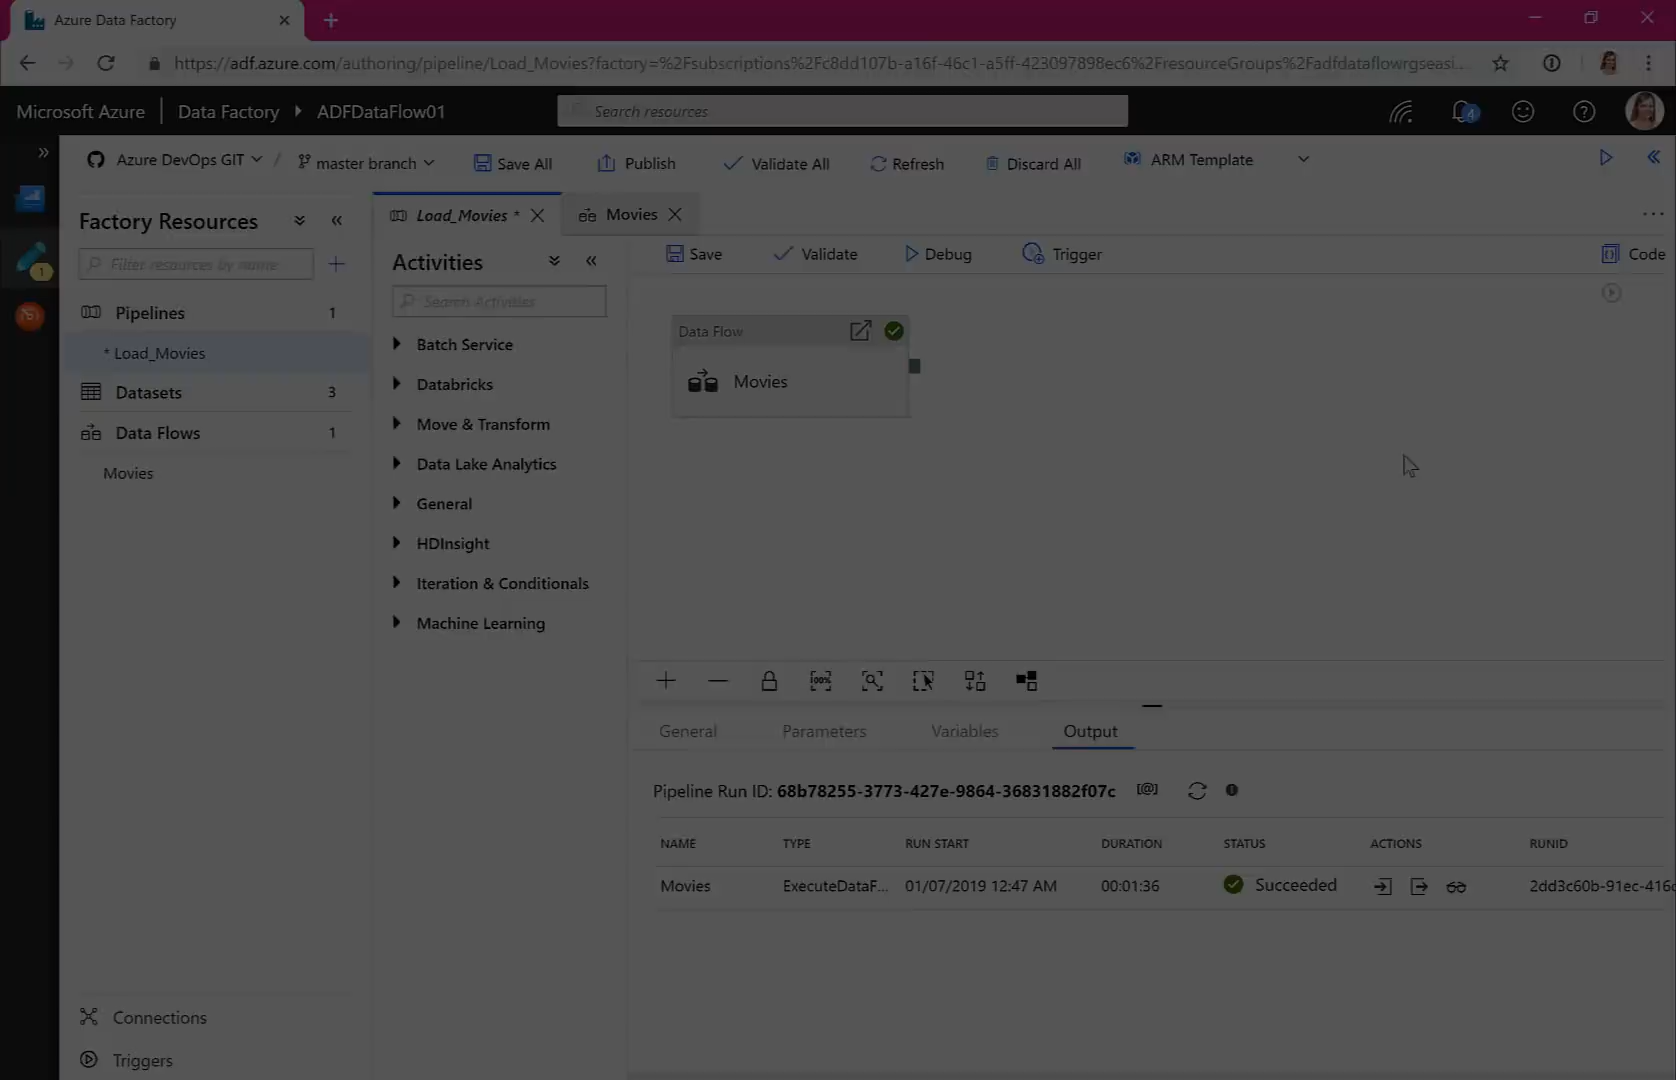 Azure Data Factory
https://adf.azure.com/authoring/pipeline/Load_Movies?factory=%2Fsubscriptions%2Fc8dd107b-a16f-46c1-a5ff-423097898ec6%2FresourceGroups%2Fadfdataflowrgseasi...
Microsoft Azure Data Factory ADFDataFlow01 Search resources 4
Azure DevOps GIT / master branch Save All Publish Validate All Refresh Discard All ARM Template
Factory Resources
Filter resources by name
Pipelines 1
* Load_Movies
Datasets 3
Data Flows 1
Movies
Connections
Triggers
1
Load_Movies * Movies
Activities
Search Activities
Batch Service
Databricks
Move & Transform
Data Lake Analytics
General
HDInsight
Iteration & Conditionals
Machine Learning
Save Validate Debug Trigger Code
Data Flow
Movies
100%
General Parameters Variables Output
Pipeline Run ID: 68b78255-3773-427e-9864-36831882f07c [@]
NAME TYPE RUN START DURATION STATUS ACTIONS RUNID
Movies ExecuteDataF... 01/07/2019 12:47 AM 00:01:36 Succeeded 2dd3c60b-91ec-416c